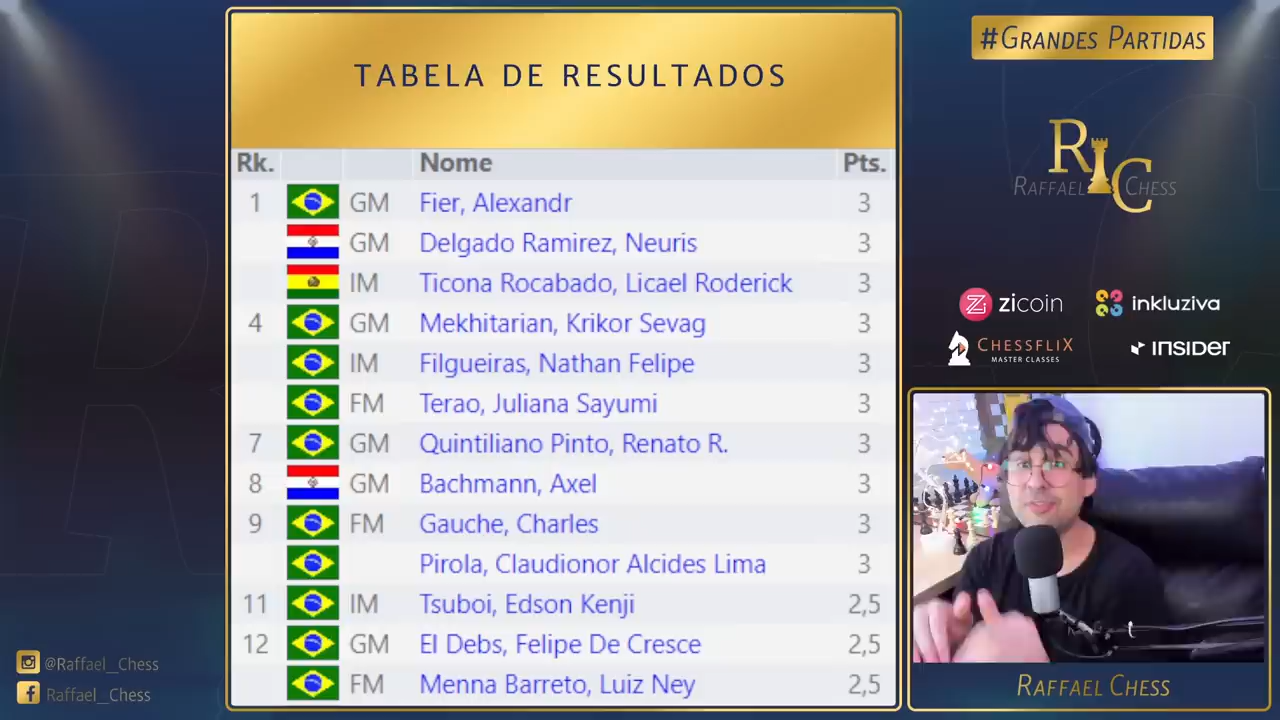 TABELA DE RESULTADOS
Rk. Nome Pts.
1 GM Fier, Alexandr 3
GM Delgado Ramirez, Neuris 3
IM Ticona Rocabado, Licael Roderick 3
4 GM Mekhitarian, Krikor Sevag 3
IM Filgueiras, Nathan Felipe 3
FM Terao, Juliana Sayumi 3
7 GM Quintiliano Pinto, Renato R. 3
8 GM Bachmann, Axel 3
9 FM Gauche, Charles 3
Pirola, Claudionor Alcides Lima 3
11 IM Tsuboi, Edson Kenji 2,5
12 GM El Debs, Felipe De Cresce 2,5
FM Menna Barreto, Luiz Ney 2,5
#GRANDES PARTIDAS
R C
RAFFAEL CHESS
zicoin
inkluziva
CHESSFLIX
MASTER CLASSES
INSIDER
RAFFAEL CHESS
@Raffael__Chess
Raffael__Chess